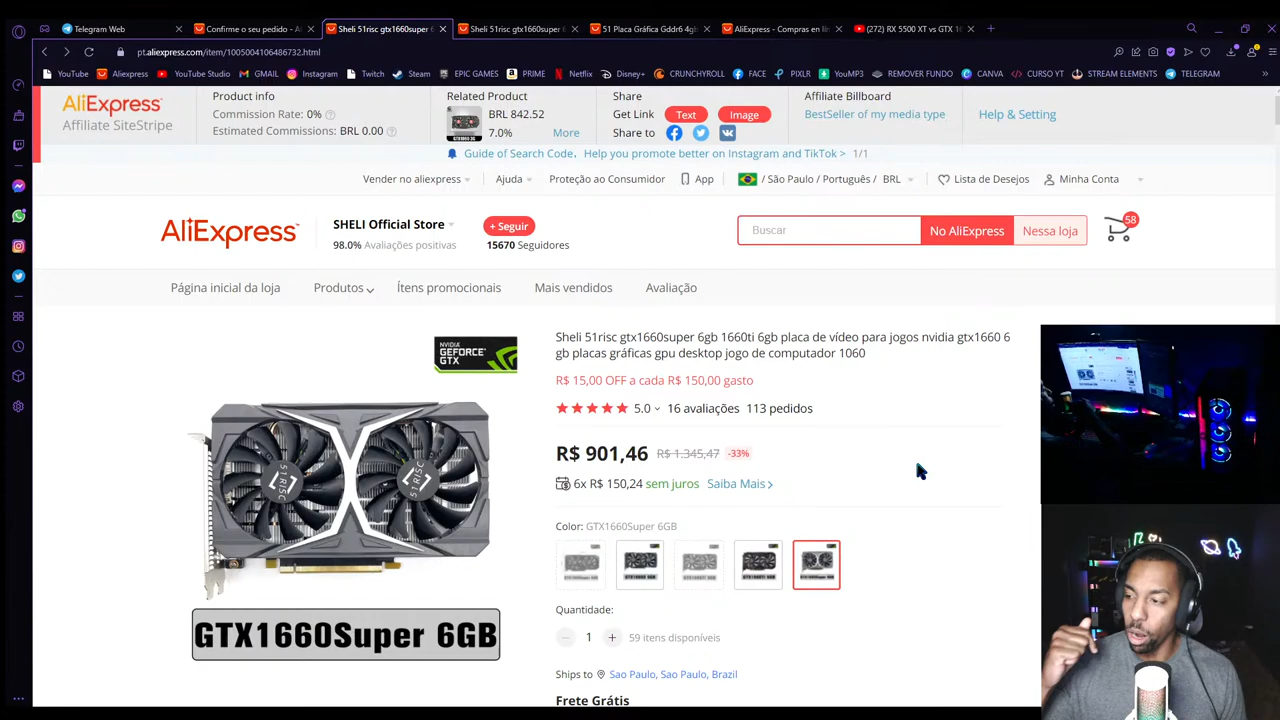 Telegram Web
Confirme o seu pedido - A
Sheli 51risc gtx1660super 6
Sheli 51risc gtx1660super 6
51 Placa Gráfica Gddr6 4gb
AliExpress - Compras en lí
(272) RX 5500 XT vs GTX 1
pt.aliexpress.com/item/1005004106486732.html
YouTube
Aliexpress
YouTube Studio
GMAIL
Instagram
Twitch
Steam
EPIC GAMES
PRIME
Netflix
Disney+
CRUNCHYROLL
FACE
PIXLR
YouMP3
REMOVER FUNDO
CANVA
CURSO YT
STREAM ELEMENTS
TELEGRAM
AliExpress
Affiliate SiteStripe
Product info
Commission Rate: 0%
Estimated Commissions: BRL 0.00
Related Product
BRL 842.52
7.0%
More
Share
Get Link
Text
Image
Share to
Affiliate Billboard
BestSeller of my media type
Help & Setting
Guide of Search Code，Help you promote better on Instagram and TikTok > 1/1
Vender no aliexpress
Ajuda
Proteção ao Consumidor
App
/ São Paulo / Português / BRL
Lista de Desejos
Minha Conta
AliExpress
SHELI Official Store
98.0% Avaliações positivas
+ Seguir
15670 Seguidores
Buscar
No AliExpress
Nessa loja
58
Página inicial da loja
Produtos
Ítens promocionais
Mais vendidos
Avaliação
NVIDIA
GEFORCE
GTX
51RISC
51RISC
GTX1660Super 6GB
Sheli 51risc gtx1660super 6gb 1660ti 6gb placa de vídeo para jogos nvidia gtx1660 6
gb placas gráficas gpu desktop jogo de computador 1060
R$ 15,00 OFF a cada R$ 150,00 gasto
5.0
16 avaliações
113 pedidos
R$ 901,46
R$ 1.345,47
-33%
6x R$ 150,24 sem juros
Saiba Mais
Color: GTX1660Super 6GB
Quantidade:
1
59 itens disponíveis
Ships to
Sao Paulo, Sao Paulo, Brazil
Frete Grátis